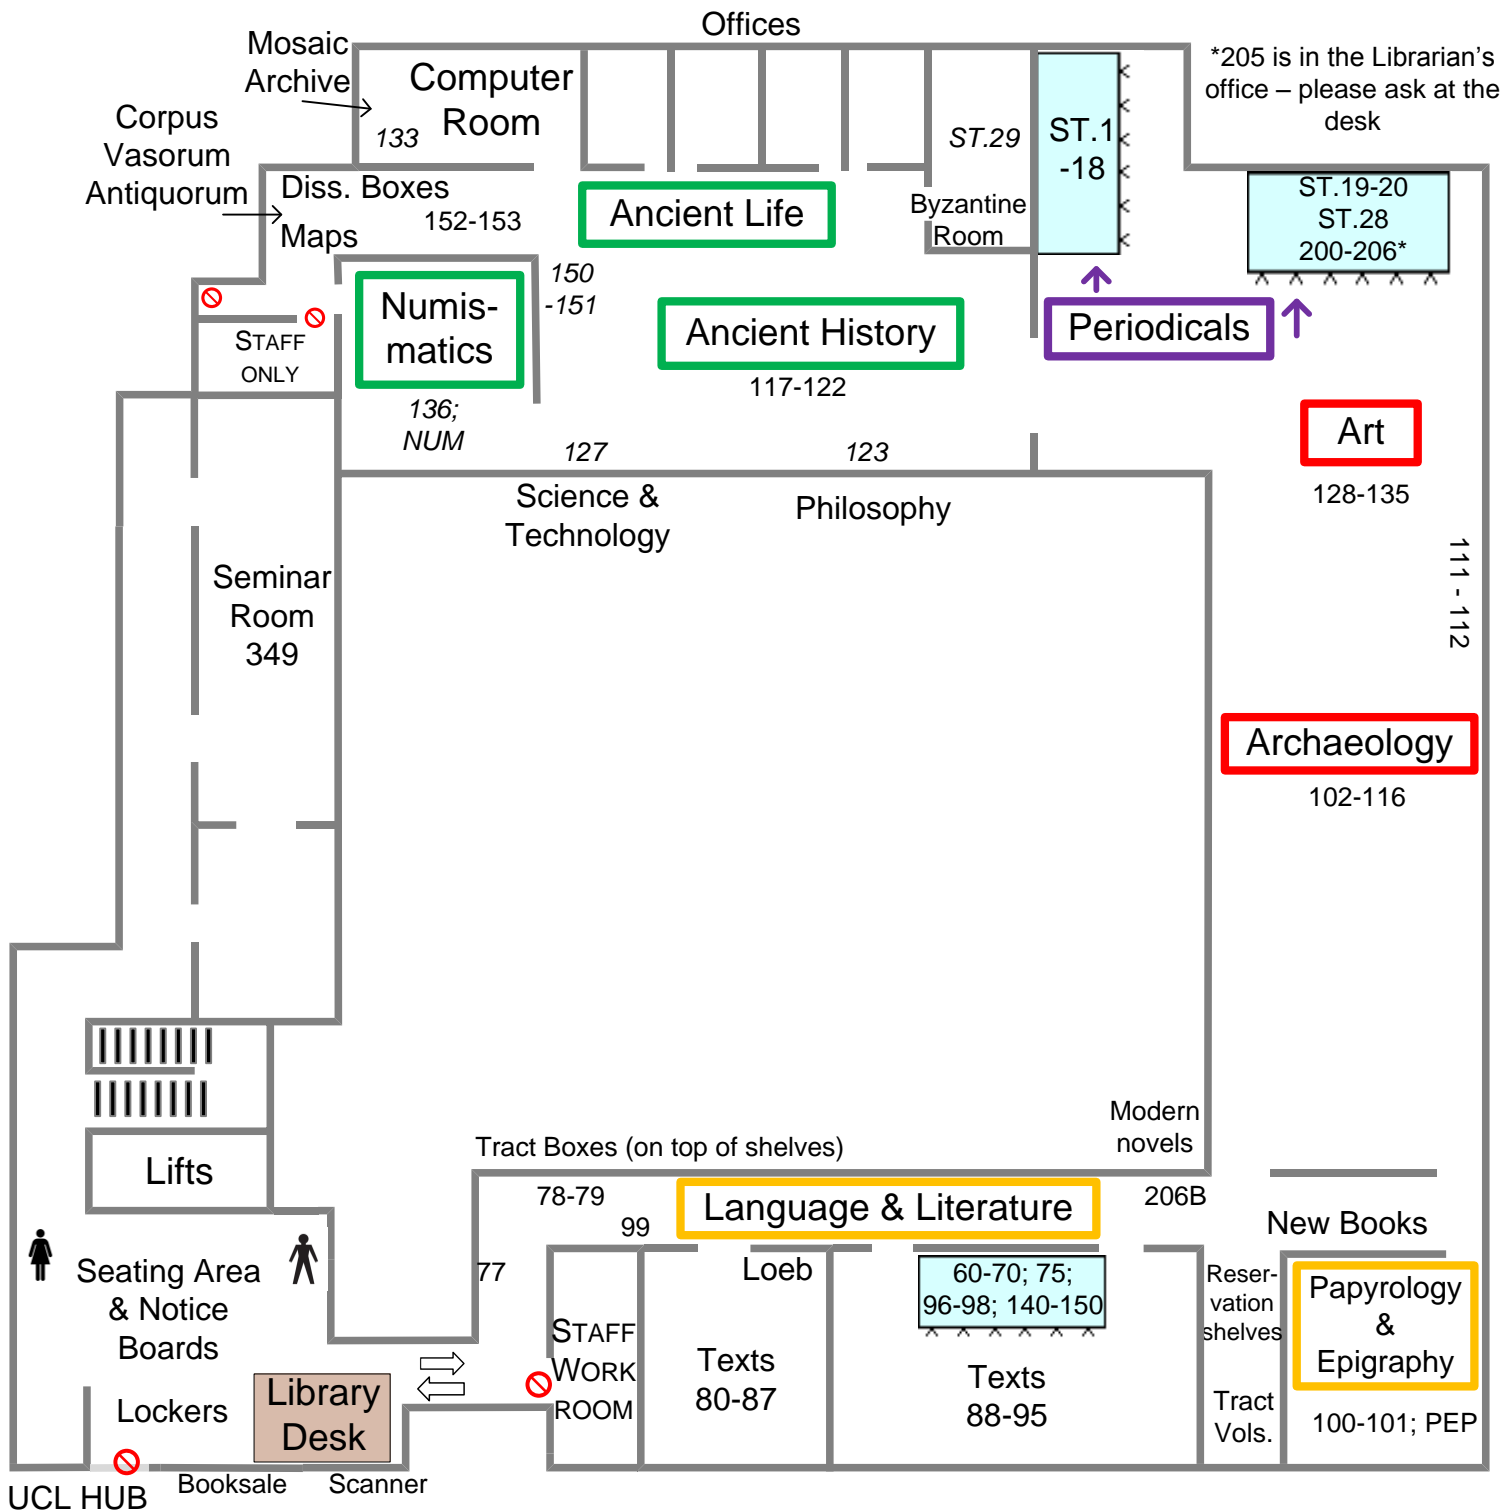 Offices
Mosaic
Archive
Computer
Room
133
*205 is in the Librarian's
office – please ask at the
desk
Corpus
Vasorum
Antiquorum
ST.29
ST.1
-18
Diss. Boxes
152-153
Maps
Ancient Life
Byzantine
Room
ST.19-20
ST.28
200-206*
150
-151
Numis-
matics
Ancient History
117-122
Periodicals
STAFF
ONLY
136;
NUM
127
123
Art
128-135
Science &
Technology
Philosophy
111 - 112
Seminar
Room
349
Archaeology
102-116
Modern
novels
Tract Boxes (on top of shelves)
Lifts
78-79
99
Language & Literature
206B
New Books
77
Loeb
60-70; 75;
96-98; 140-150
Reser-
vation
shelves
Papyrology
&
Epigraphy
Seating Area
& Notice
Boards
STAFF
WORK
ROOM
Texts
80-87
Texts
88-95
Tract
Vols.
100-101; PEP
Lockers
Library
Desk
Booksale
Scanner
UCL HUB